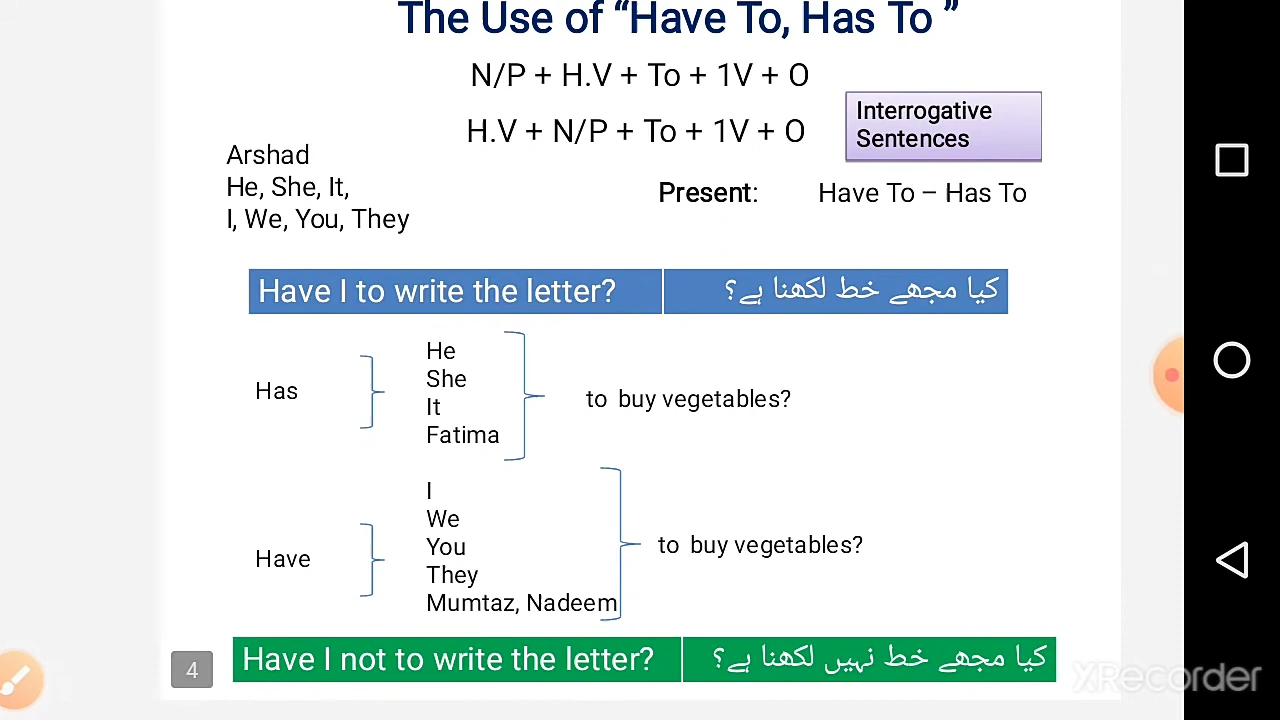 The Use of “Have To, Has To ”
N/P + H.V + To + 1V + O
H.V + N/P + To + 1V + O
Interrogative
Sentences
Arshad
He, She, It,
I, We, You, They
Present: Have To – Has To
Have I to write the letter? کیا مجھے خط لکھنا ہے؟
Has
He
She
It
Fatima
to buy vegetables?
Have
I
We
You
They
Mumtaz, Nadeem
to buy vegetables?
Have I not to write the letter? کیا مجھے خط نہیں لکھنا ہے؟
4
XRecorder